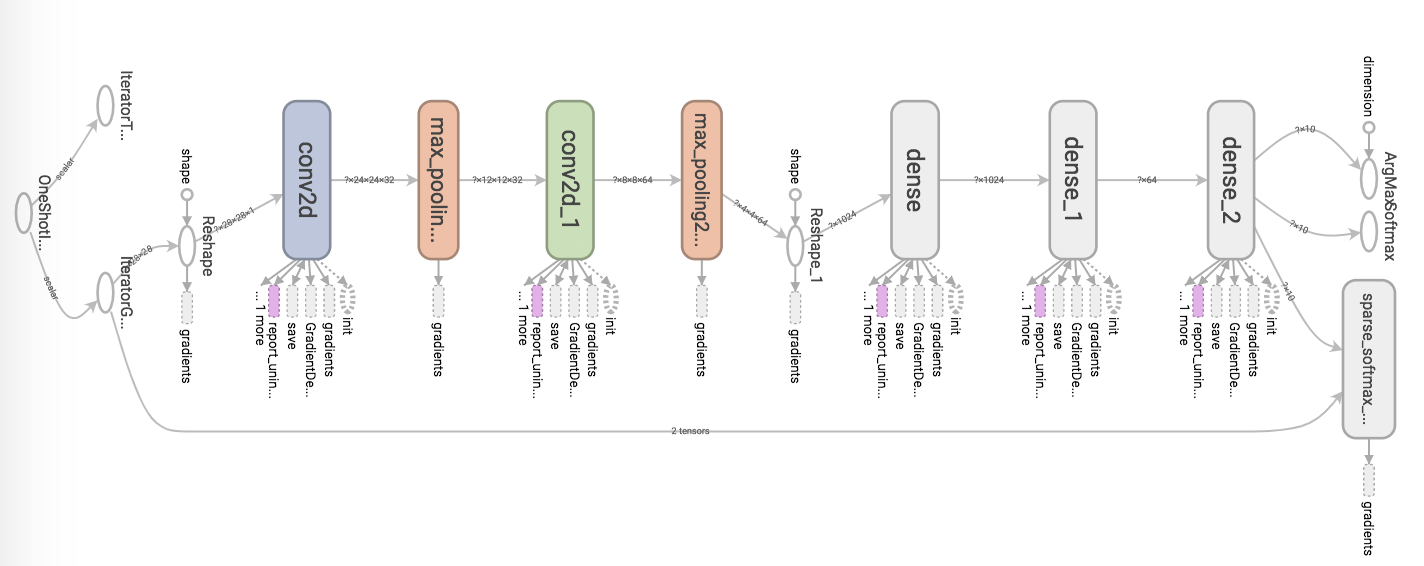 OneShotI...
scalar
scalar
IteratorT...
IteratorG...
?×28×28
shape
Reshape
gradients
?×28×28×1
conv2d
... 1 more
report_unin...
save
GradientDe...
gradients
init
?×24×24×32
max_poolin...
gradients
?×12×12×32
conv2d_1
... 1 more
report_unin...
save
GradientDe...
gradients
init
?×8×8×64
max_pooling2...
gradients
?×4×4×64
shape
Reshape_1
gradients
?×1024
dense
... 1 more
report_unin...
save
GradientDe...
gradients
init
?×1024
dense_1
... 1 more
report_unin...
save
GradientDe...
gradients
init
?×64
dense_2
... 1 more
report_unin...
save
GradientDe...
gradients
init
?×10
?×10
?×10
dimension
ArgMax
Softmax
sparse_softmax_...
gradients
2 tensors